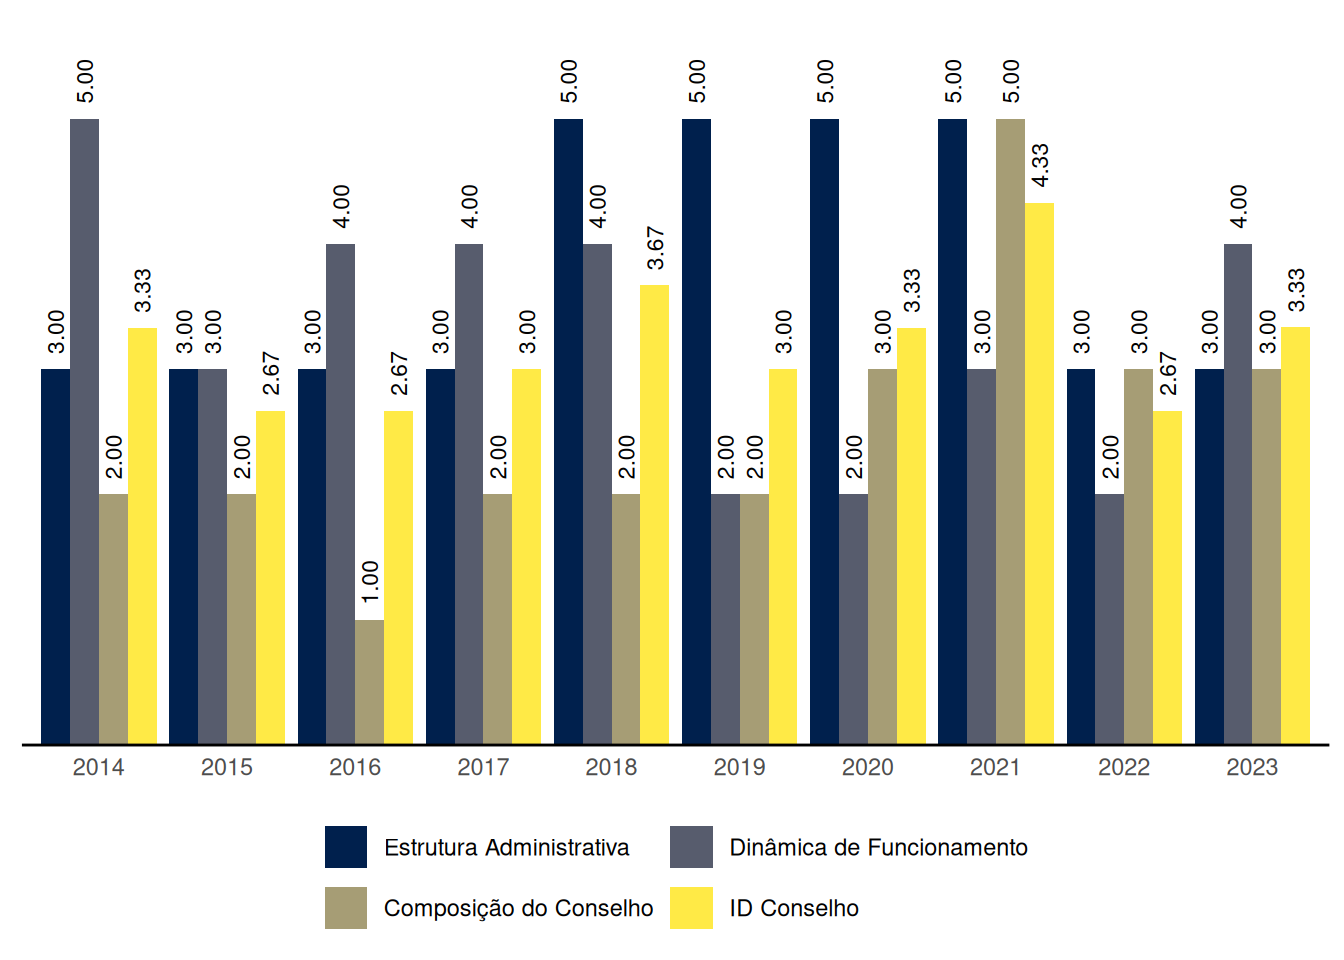 5.00 5.00 5.00 5.00 5.00 5.00
4.33
4.00 4.00 4.00 4.00
3.67
3.33 3.33 3.33
3.00 3.00 3.00 3.00 3.00 3.00 3.00 3.00 3.00 3.00 3.00 3.00 3.00
2.67 2.67 2.67
2.00 2.00 2.00 2.00 2.00 2.00 2.00 2.00
1.00
2014 2015 2016 2017 2018 2019 2020 2021 2022 2023
Estrutura Administrativa Dinâmica de Funcionamento
Composição do Conselho ID Conselho